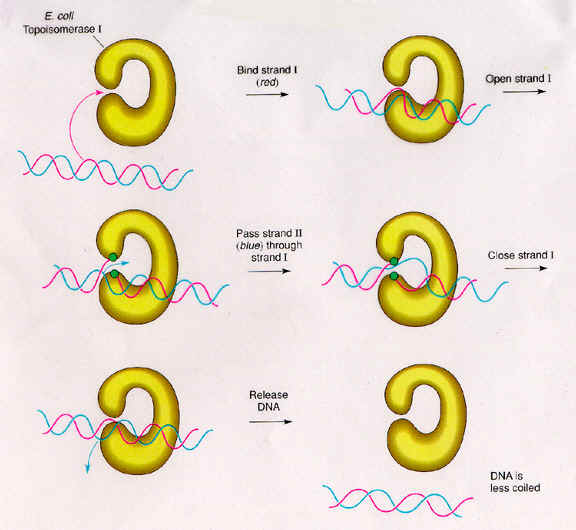 E. coli
Topoisomerase I
Bind strand I
(red)
Open strand I
Pass strand II
(blue) through
strand I
Close strand I
Release
DNA
DNA is
less coiled